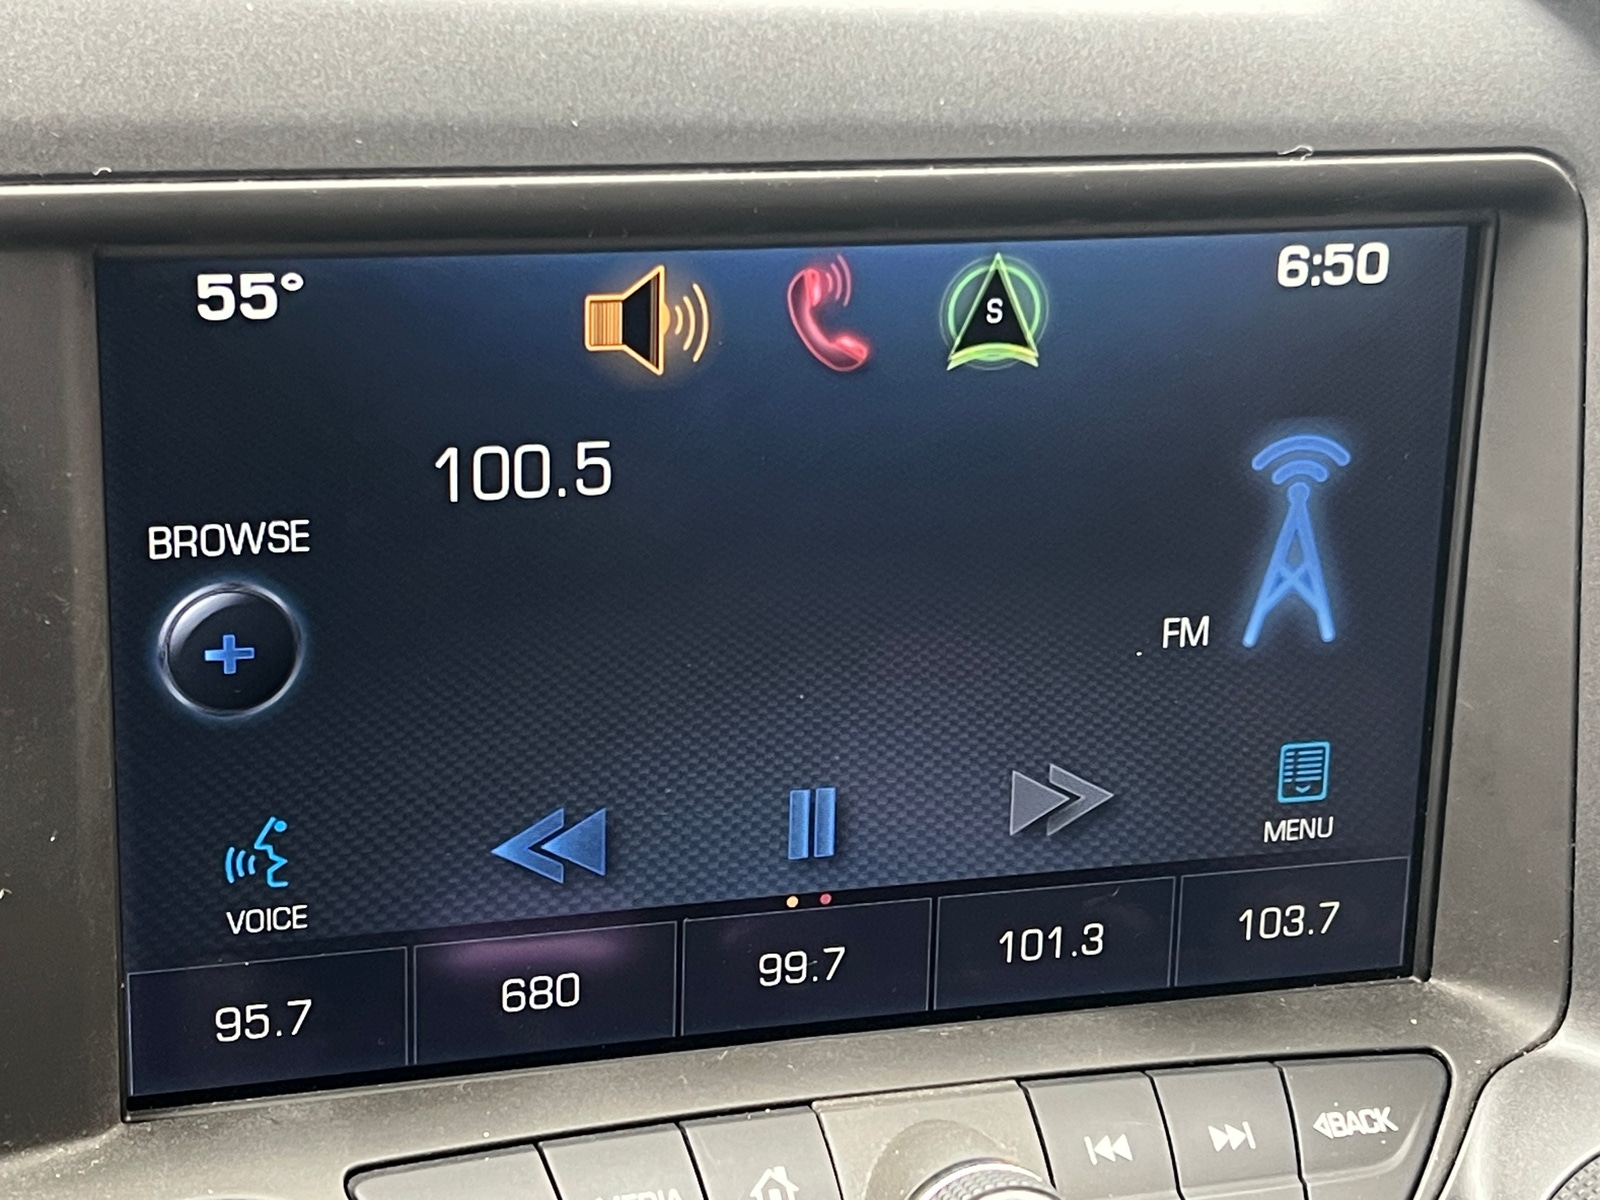 55°
S
6:50
100.5
BROWSE
FM
MENU
VOICE
95.7
680
99.7
101.3
103.7
MEDIA
BACK